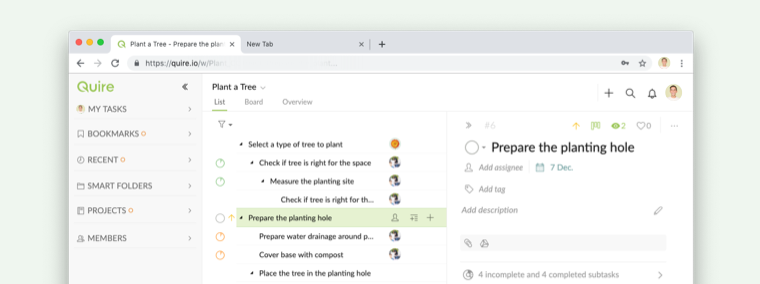 Plant a Tree - Prepare the plan
New Tab
https://quire.io/w/Plan
Quire
MY TASKS
BOOKMARKS
RECENT
SMART FOLDERS
PROJECTS
MEMBERS
Plant a Tree
List Board Overview
Select a type of tree to plant
Check if tree is right for the space
Measure the planting site
Check if tree is right for th...
Prepare the planting hole
Prepare water drainage around p...
Cover base with compost
Place the tree in the planting hole
#6
2
0
Prepare the planting hole
Add assignee
7 Dec.
Add tag
Add description
4 incomplete and 4 completed subtasks